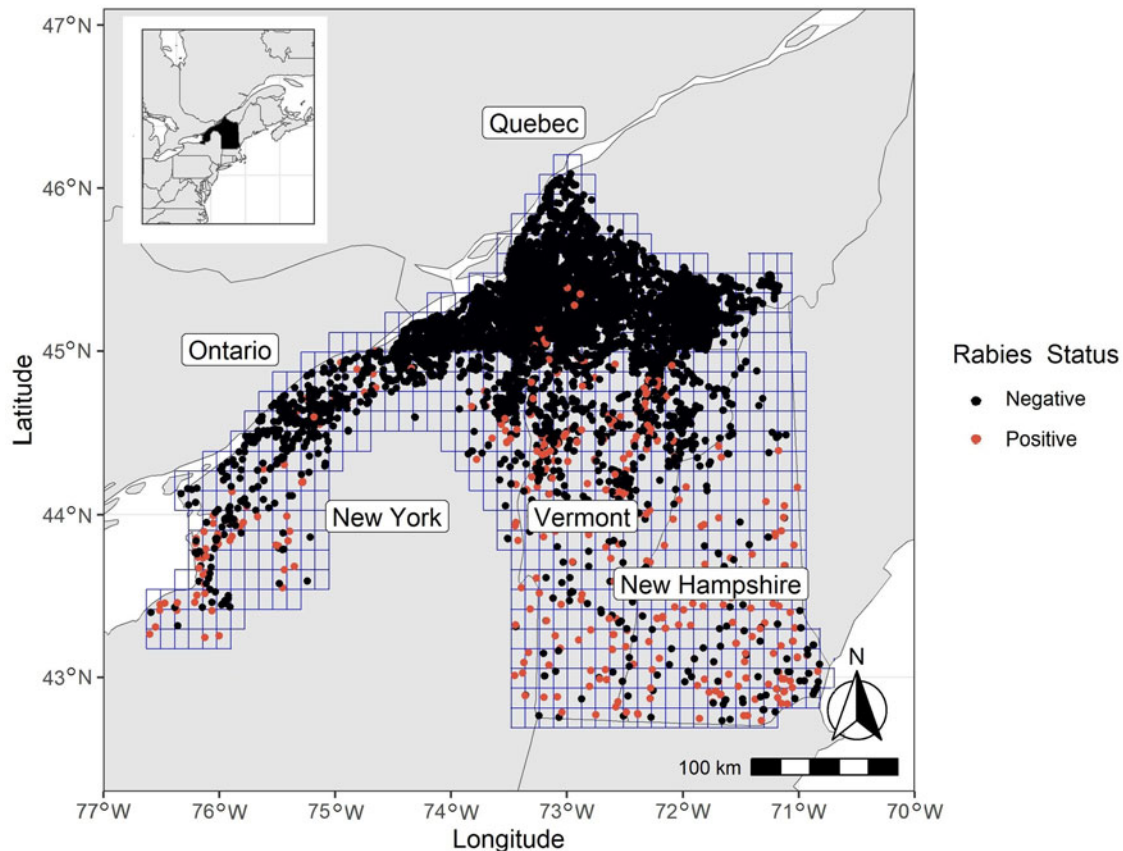 47°N
46°N
45°N
44°N
43°N
Latitude
Quebec
Ontario
New York
Vermont
New Hampshire
N
100 km
77°W 76°W 75°W 74°W 73°W 72°W 71°W 70°W
Longitude
Rabies Status
Negative
Positive